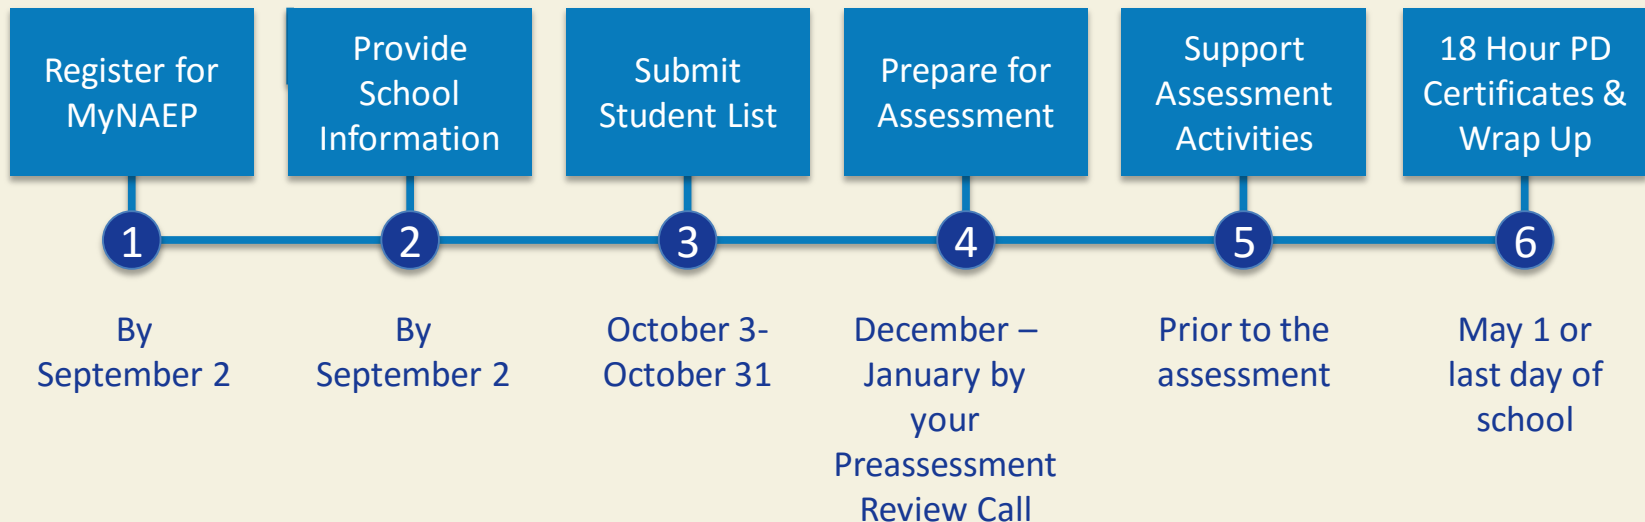 Register for
MyNAEP
Provide
School
Information
Submit
Student List
Prepare for
Assessment
Support
Assessment
Activities
18 Hour PD
Certificates &
Wrap Up
1
2
3
4
5
6
By
September 2
By
September 2
October 3-
October 31
December –
January by
your
Preassessment
Review Call
Prior to the
assessment
May 1 or
last day of
school